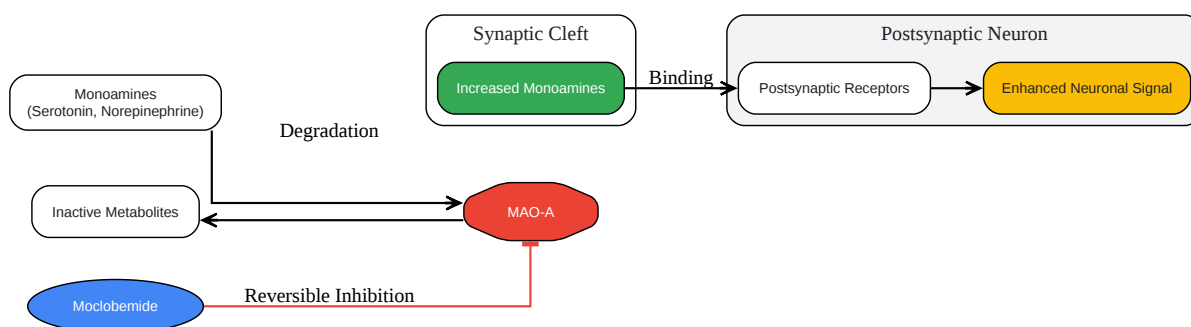 Synaptic Cleft
Postsynaptic Neuron
Increased Monoamines
Binding
Postsynaptic Receptors
Enhanced Neuronal Signal
Monoamines
(Serotonin, Norepinephrine)
Degradation
Inactive Metabolites
MAO-A
Moclobemide
Reversible Inhibition